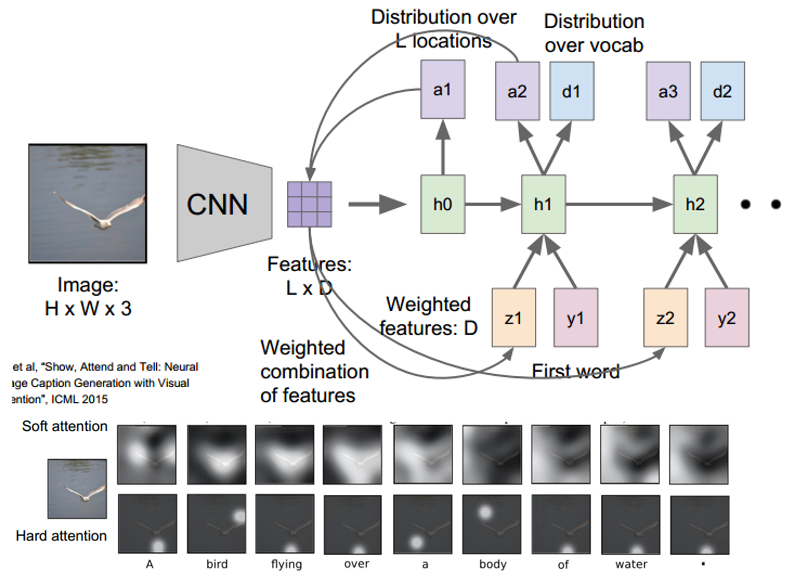 Distribution over
L locations
Distribution
over vocab
a1
a2
d1
a3
d2
CNN
h0
h1
h2
Image:
H x W x 3
Features:
L x D
Weighted
features: D
z1
y1
z2
y2
Weighted
combination
of features
First word
et al, "Show, Attend and Tell: Neural
age Caption Generation with Visual
ention", ICML 2015
Soft attention
Hard attention
A bird flying over a body of water .